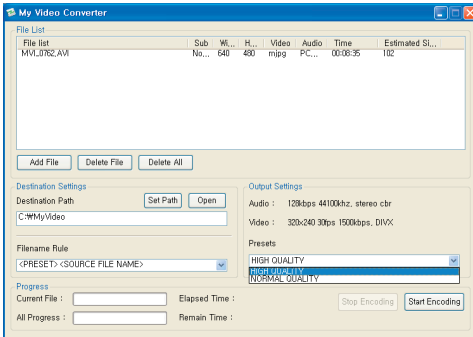 My Video Converter
File List
File list Sub Wi... H... Video Audio Time Estimated Si...
MVI_0762.AVI No... 640 480 mjpg PC... 00:08:35 102
Add File Delete File Delete All
Destination Settings
Destination Path Set Path Open
C:₩MyVideo
Filename Rule
<PRESET><SOURCE FILE NAME>
Output Settings
Audio : 128kbps 44100khz, stereo cbr
Video : 320x240 30fps 1500kbps, DIVX
Presets
HIGH QUALITY
HIGH QUALITY
NORMAL QUALITY
Progress
Current File : Elapsed Time :
All Progress : Remain Time :
Stop Encoding Start Encoding